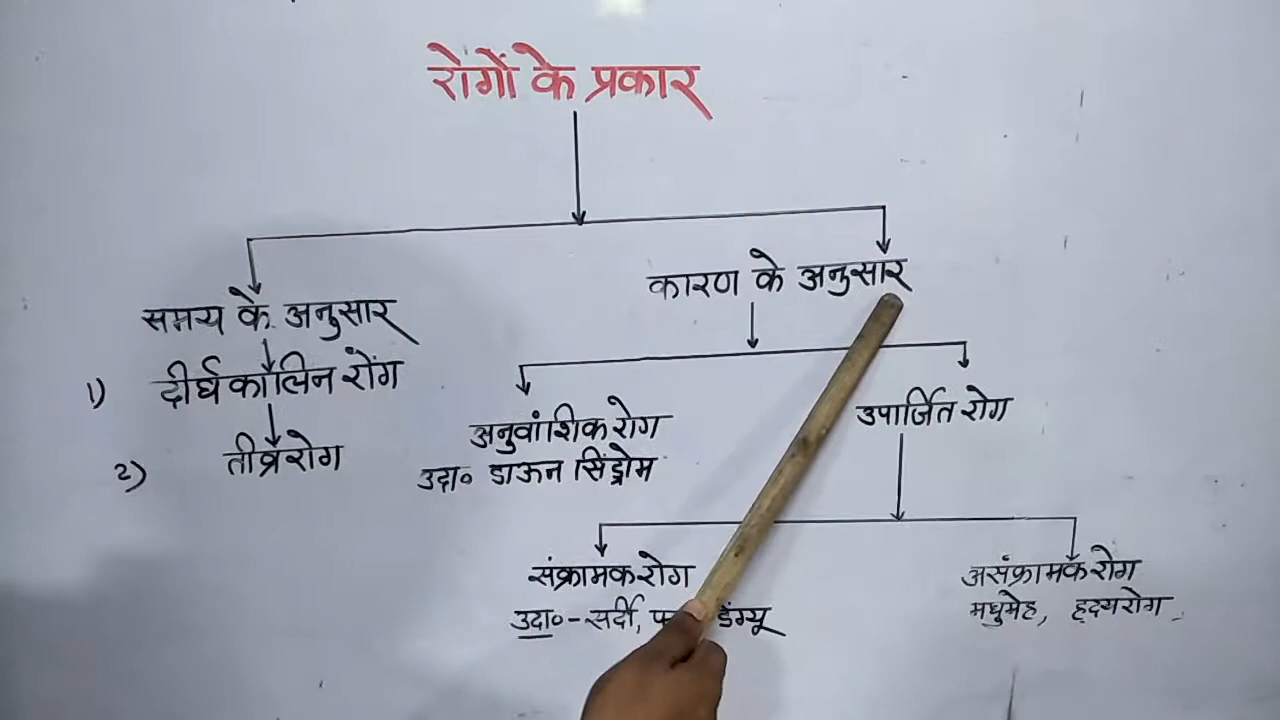 रोगों के प्रकार
समय के अनुसार
कारण के अनुसार
1) दीर्घकालिन रोग
2) तीव्ररोग
अनुवांशिक रोग
उदा० डाऊन सिंड्रोम
उपार्जित रोग
संक्रामक रोग
उदा०-सर्दी, डेंग्यू
असंक्रामक रोग
मधुमेह, हृदयरोग